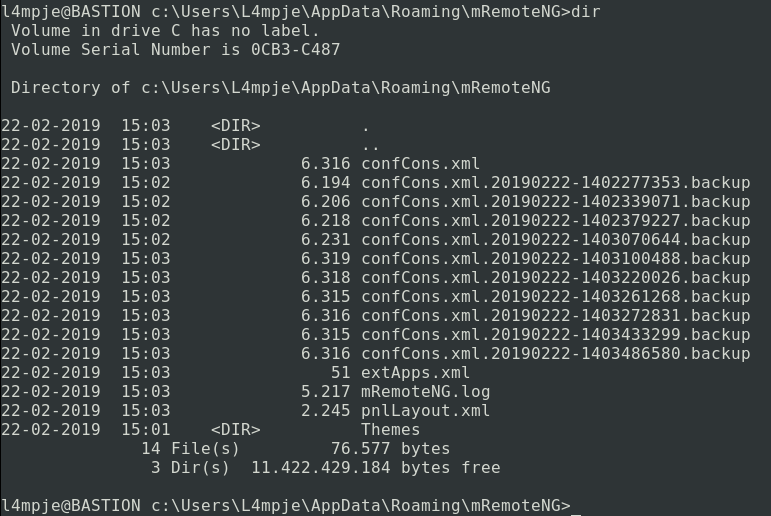 l4mpje@BASTION c:\Users\L4mpje\AppData\Roaming\mRemoteNG>dir
 Volume in drive C has no label.
 Volume Serial Number is 0CB3-C487

 Directory of c:\Users\L4mpje\AppData\Roaming\mRemoteNG

22-02-2019  15:03    <DIR>          .
22-02-2019  15:03    <DIR>          ..
22-02-2019  15:03             6.316 confCons.xml
22-02-2019  15:02             6.194 confCons.xml.20190222-1402277353.backup
22-02-2019  15:02             6.206 confCons.xml.20190222-1402339071.backup
22-02-2019  15:02             6.218 confCons.xml.20190222-1402379227.backup
22-02-2019  15:02             6.231 confCons.xml.20190222-1403070644.backup
22-02-2019  15:03             6.319 confCons.xml.20190222-1403100488.backup
22-02-2019  15:03             6.318 confCons.xml.20190222-1403220026.backup
22-02-2019  15:03             6.315 confCons.xml.20190222-1403261268.backup
22-02-2019  15:03             6.316 confCons.xml.20190222-1403272831.backup
22-02-2019  15:03             6.315 confCons.xml.20190222-1403433299.backup
22-02-2019  15:03             6.316 confCons.xml.20190222-1403486580.backup
22-02-2019  15:03                51 extApps.xml
22-02-2019  15:03             5.217 mRemoteNG.log
22-02-2019  15:03             2.245 pnlLayout.xml
22-02-2019  15:01    <DIR>          Themes
              14 File(s)         76.577 bytes
               3 Dir(s)  11.422.429.184 bytes free

l4mpje@BASTION c:\Users\L4mpje\AppData\Roaming\mRemoteNG>